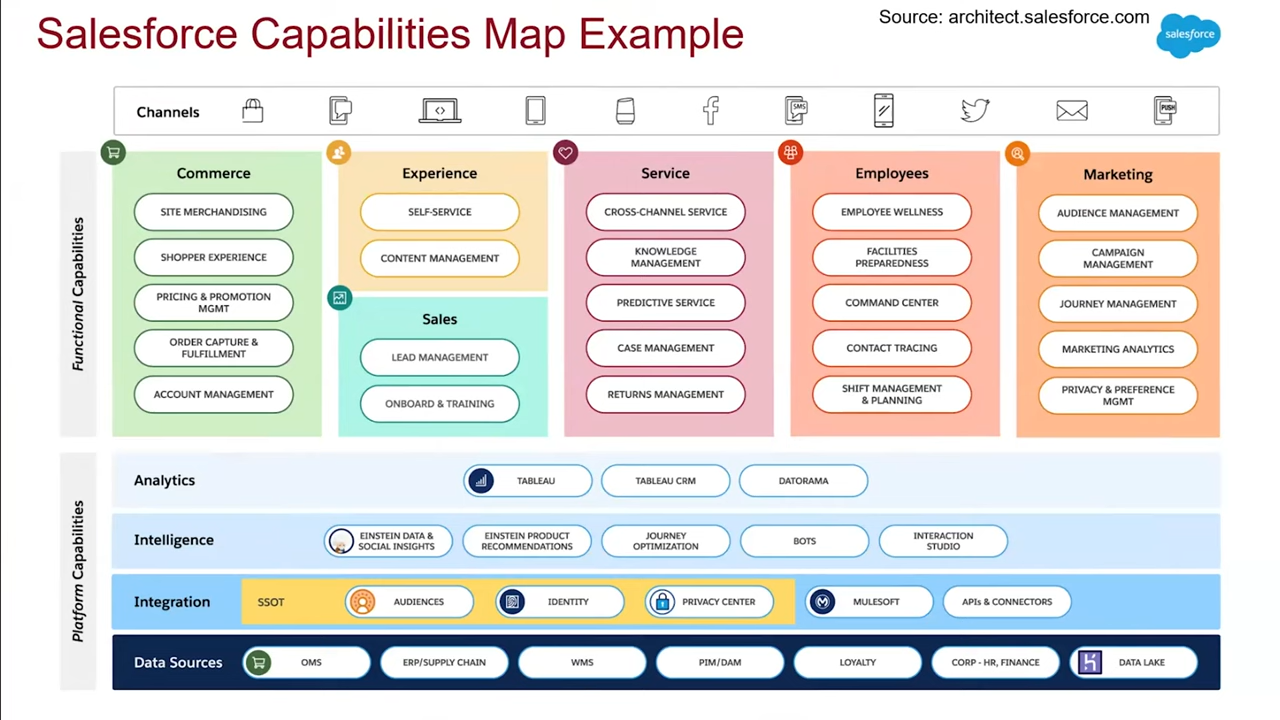 Source: architect.salesforce.com
Salesforce Capabilities Map Example
salesforce
Channels
SMS
PUSH
Functional Capabilities
Commerce
SITE MERCHANDISING
SHOPPER EXPERIENCE
PRICING & PROMOTION
MGMT
ORDER CAPTURE &
FULFILLMENT
ACCOUNT MANAGEMENT
Experience
SELF-SERVICE
CONTENT MANAGEMENT
Sales
LEAD MANAGEMENT
ONBOARD & TRAINING
Service
CROSS-CHANNEL SERVICE
KNOWLEDGE
MANAGEMENT
PREDICTIVE SERVICE
CASE MANAGEMENT
RETURNS MANAGEMENT
Employees
EMPLOYEE WELLNESS
FACILITIES
PREPAREDNESS
COMMAND CENTER
CONTACT TRACING
SHIFT MANAGEMENT
& PLANNING
Marketing
AUDIENCE MANAGEMENT
CAMPAIGN
MANAGEMENT
JOURNEY MANAGEMENT
MARKETING ANALYTICS
PRIVACY & PREFERENCE
MGMT
Platform Capabilities
Analytics
TABLEAU
TABLEAU CRM
DATORAMA
Intelligence
EINSTEIN DATA &
SOCIAL INSIGHTS
EINSTEIN PRODUCT
RECOMMENDATIONS
JOURNEY
OPTIMIZATION
BOTS
INTERACTION
STUDIO
Integration
SSOT
AUDIENCES
IDENTITY
PRIVACY CENTER
MULESOFT
APIs & CONNECTORS
Data Sources
OMS
ERP/SUPPLY CHAIN
WMS
PIM/DAM
LOYALTY
CORP - HR, FINANCE
DATA LAKE